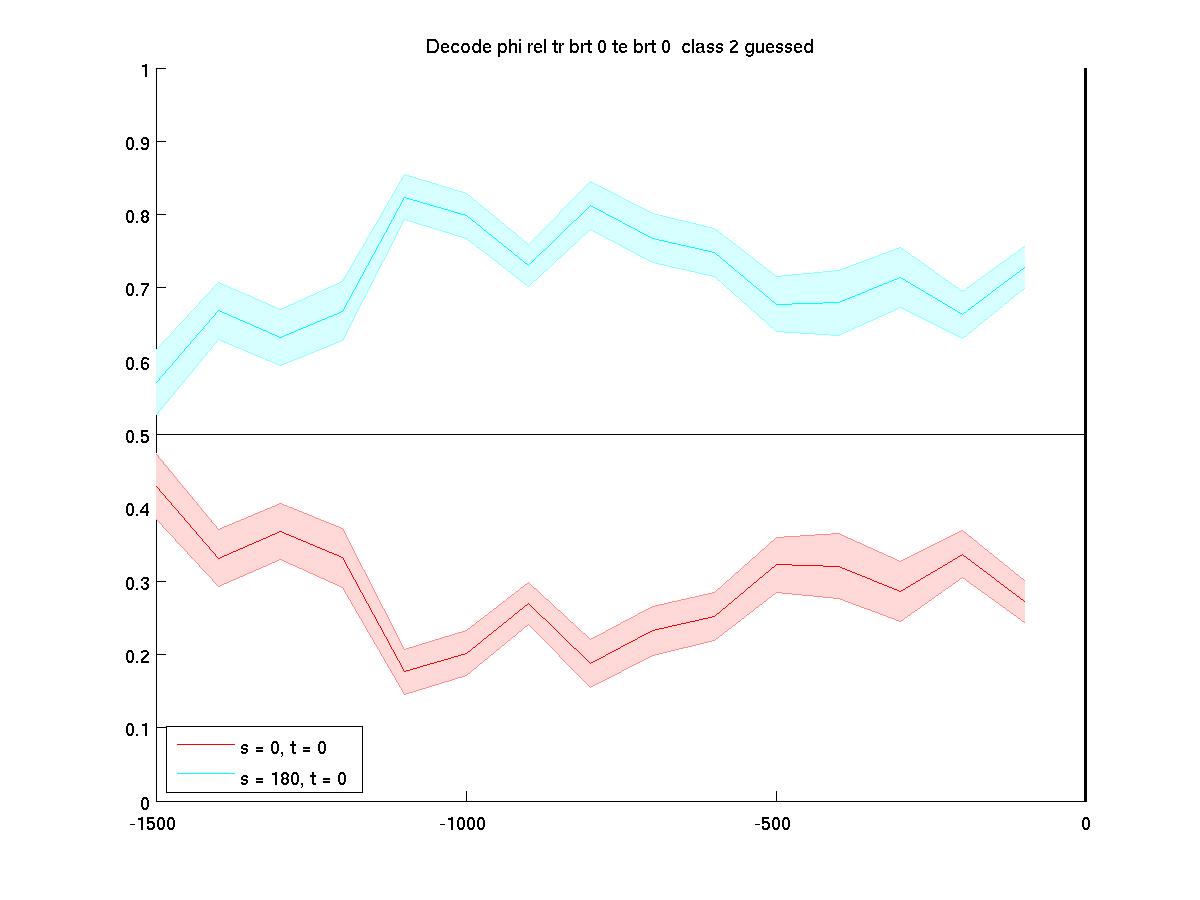 Decode phi rel tr brt 0 te brt 0  class 2 guessed
1
0.9
0.8
0.7
0.6
0.5
0.4
0.3
0.2
0.1
0
s = 0, t = 0
s = 180, t = 0
-1500 -1000 -500 0